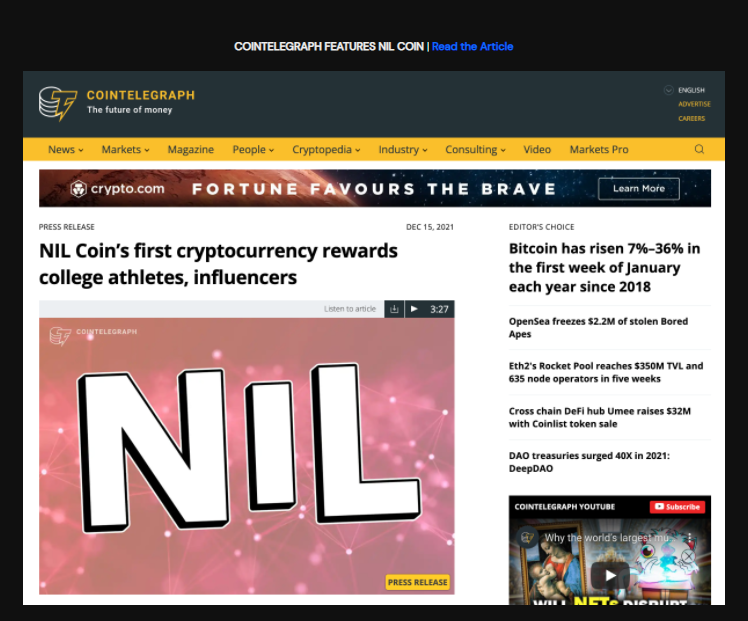 COINTELEGRAPH FEATURES NIL COIN | Read the Article
COINTELEGRAPH
The future of money
ENGLISH
ADVERTISE
CAREERS
News
Markets
Magazine
People
Cryptopedia
Industry
Consulting
Video
Markets Pro
crypto.com
FORTUNE FAVOURS THE BRAVE
Learn More
PRESS RELEASE
DEC 15, 2021
NIL Coin's first cryptocurrency rewards
college athletes, influencers
Listen to article
3:27
COINTELEGRAPH
NIL
PRESS RELEASE
EDITOR'S CHOICE
Bitcoin has risen 7%–36% in
the first week of January
each year since 2018
OpenSea freezes $2.2M of stolen Bored
Apes
Eth2's Rocket Pool reaches $350M TVL and
635 node operators in five weeks
Cross chain DeFi hub Umee raises $32M
with Coinlist token sale
DAO treasuries surged 40X in 2021:
DeepDAO
COINTELEGRAPH YOUTUBE
Subscribe
Why the world's largest mu
WILL NFTs DISRUPT